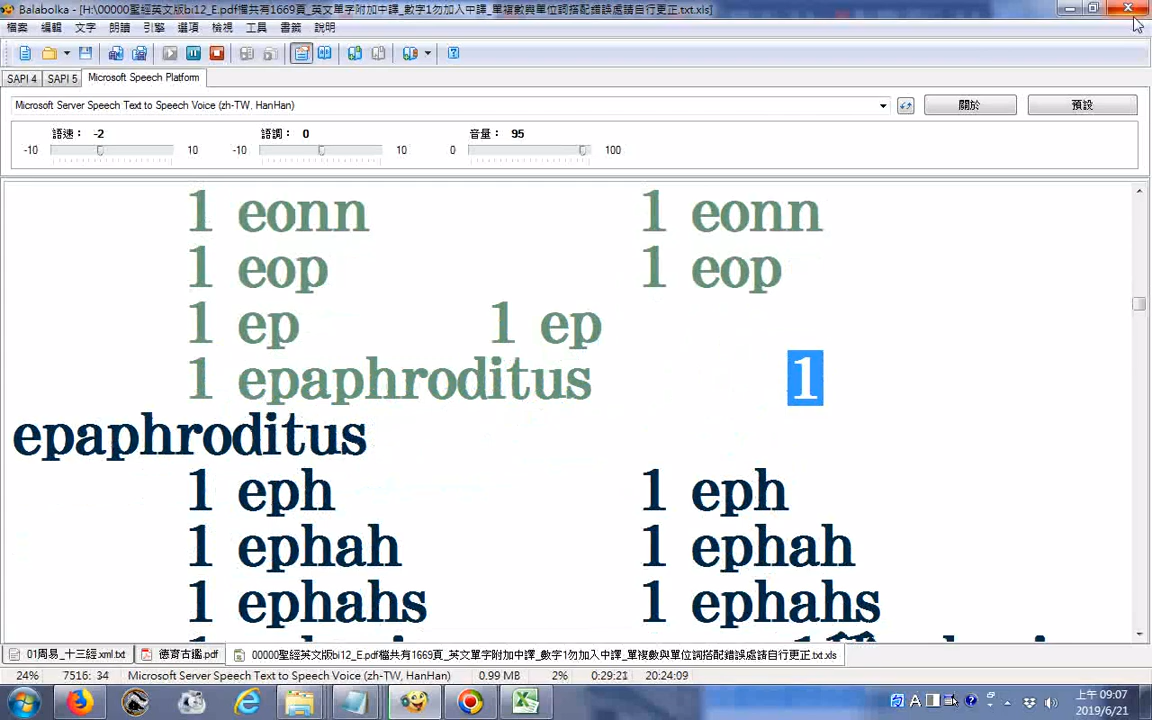 Balabolka - [H:\00000聖經英文版bi12_E.pdf檔共有1669頁_英文單字附加中譯_數字1勿加入中譯_單複數與單位詞搭配錯誤處請自行更正.txt.xls]
檔案 編輯 文字 朗讀 引擎 選項 檢視 工具 書籤 說明
SAPI 4 SAPI 5 Microsoft Speech Platform
Microsoft Server Speech Text to Speech Voice (zh-TW, HanHan) 關於 預設
語速： -2 語調： 0 音量： 95
-10 10 -10 10 0 100
1 eonn 1 eonn
1 eop 1 eop
1 ep 1 ep
1 epaphroditus 1
epaphroditus
1 eph 1 eph
1 ephah 1 ephah
1 ephahs 1 ephahs
01周易_十三經.xml.txt 德育古鑑.pdf 00000聖經英文版bi12_E.pdf檔共有1669頁_英文單字附加中譯_數字1勿加入中譯_單複數與單位詞搭配錯誤處請自行更正.txt.xls
24% 7516: 34 Microsoft Server Speech Text to Speech Voice (zh-TW, HanHan) 0.99 MB 2% 0:29:21 20:24:09
A 上午 09:07
2019/6/21